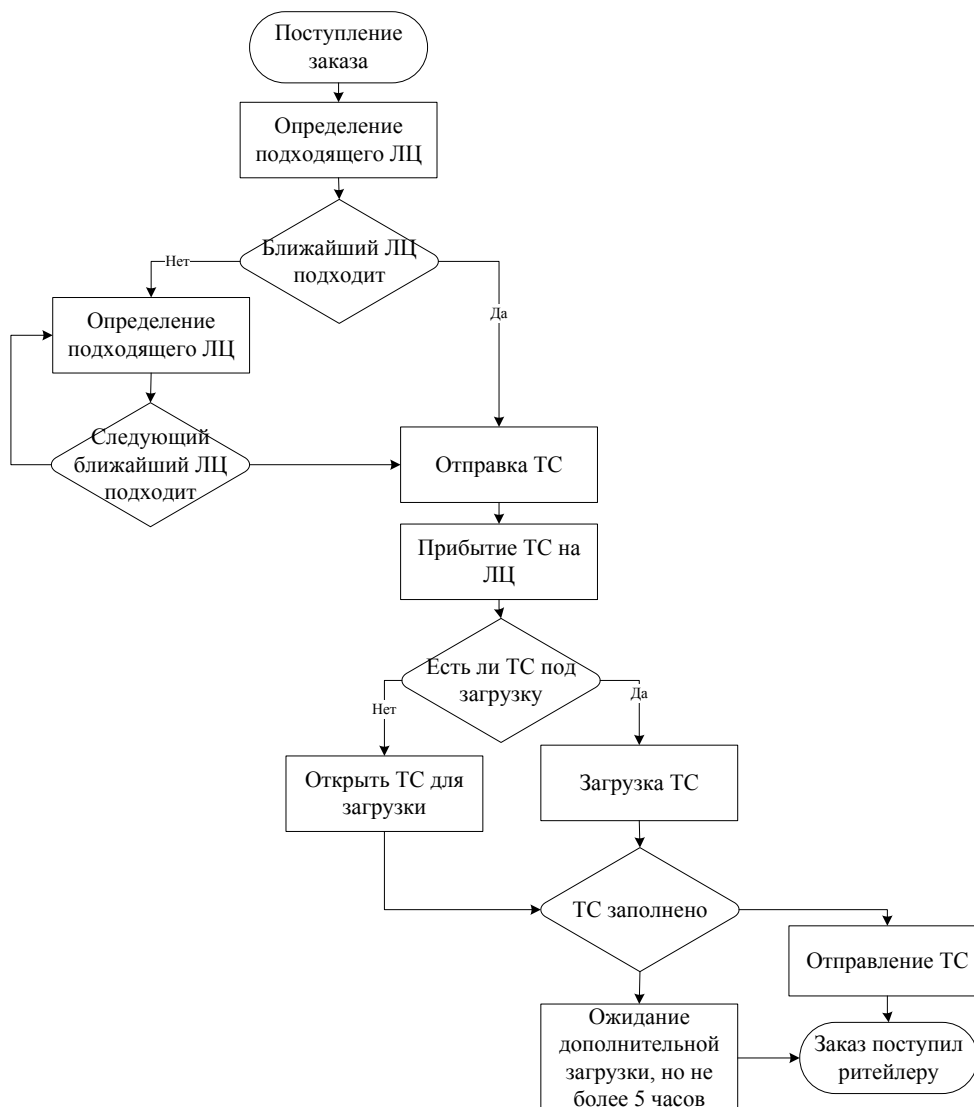 Поступление
заказа
Определение
подходящего ЛЦ
Ближайший ЛЦ
подходит
Нет
Да
Определение
подходящего ЛЦ
Следующий
ближайший ЛЦ
подходит
Отправка ТС
Прибытие ТС на
ЛЦ
Есть ли ТС под
загрузку
Нет
Да
Открыть ТС для
загрузки
Загрузка ТС
ТС заполнено
Отправление ТС
Ожидание
дополнительной
загрузки, но не
более 5 часов
Заказ поступил
ритейлеру